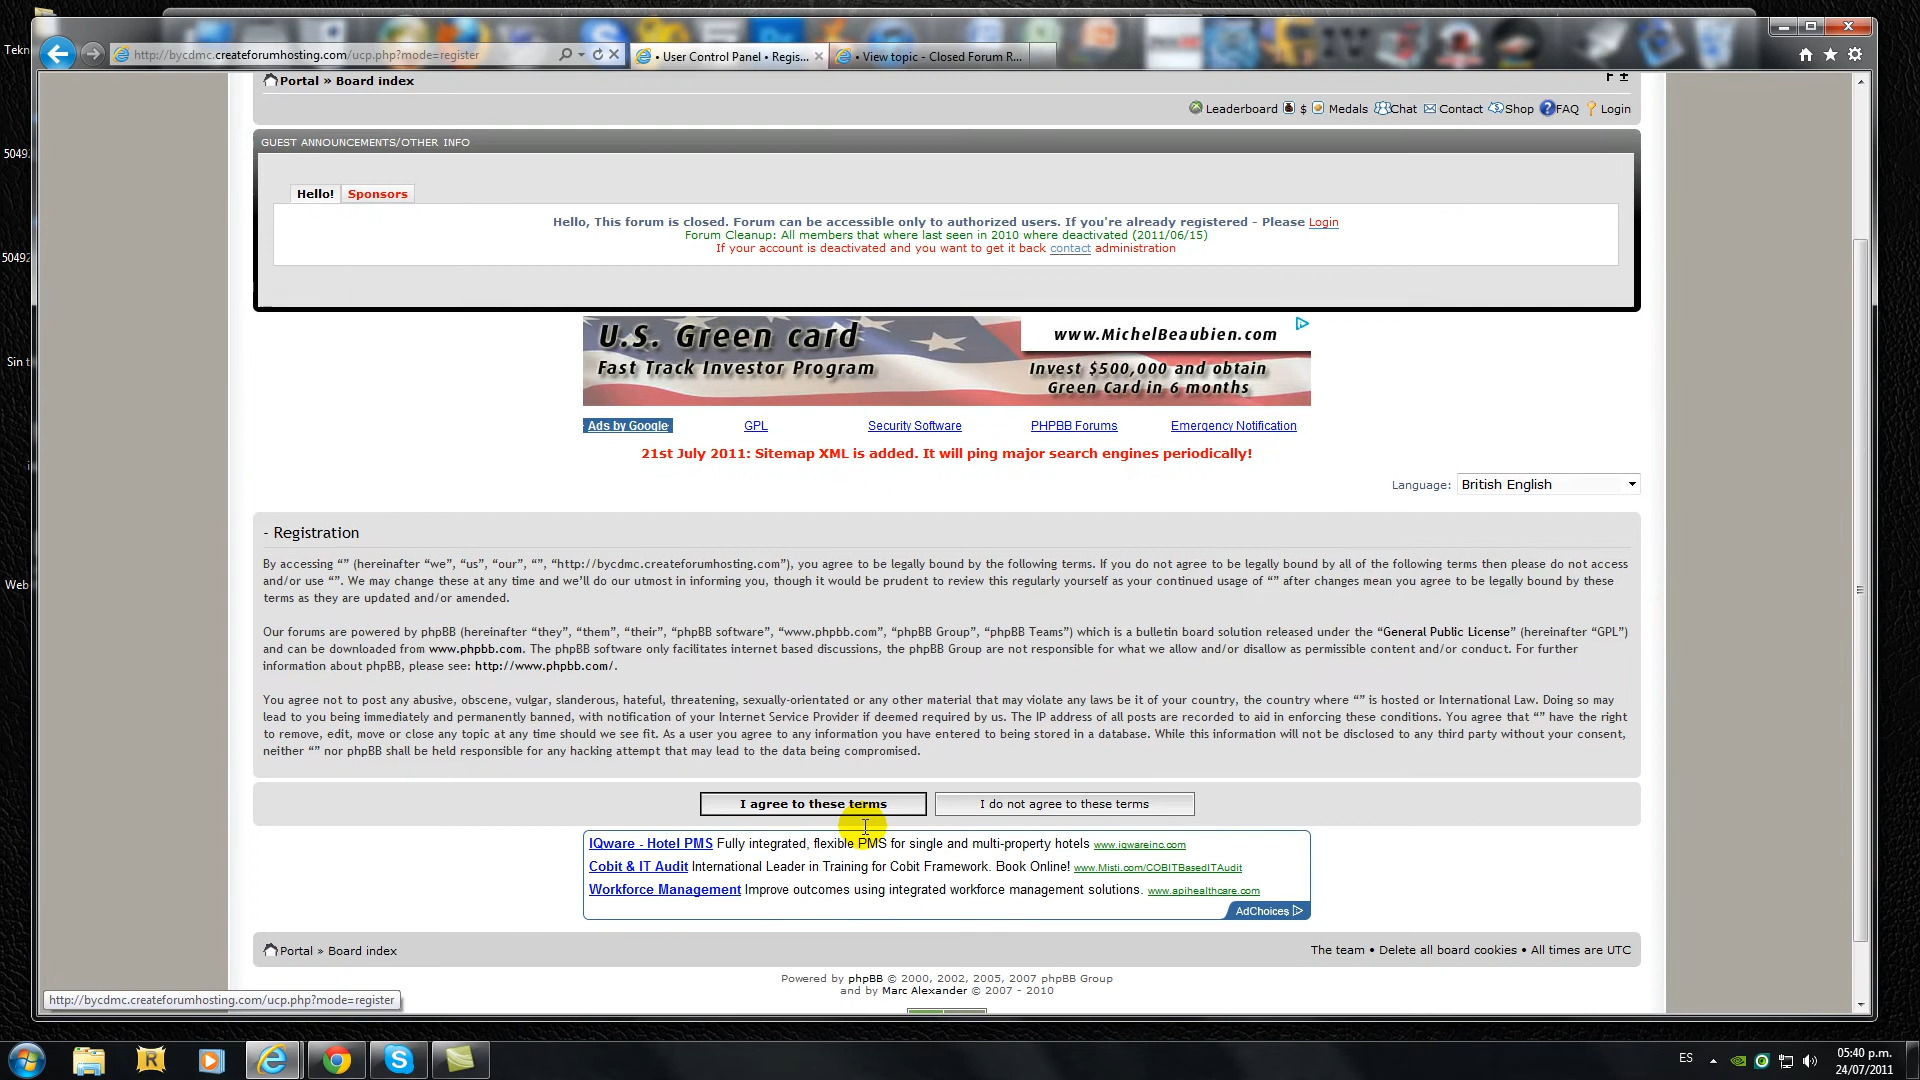 Tekn
http://bycdmc.createforumhosting.com/ucp.php?mode=register
• User Control Panel • Regis...
• View topic - Closed Forum R...
Portal » Board index
Leaderboard $ Medals Chat Contact Shop FAQ Login
5049
GUEST ANNOUNCEMENTS/OTHER INFO
Hello! Sponsors
Hello, This forum is closed. Forum can be accessible only to authorized users. If you're already registered - Please Login
Forum Cleanup: All members that where last seen in 2010 where deactivated (2011/06/15)
If your account is deactivated and you want to get it back contact administration
5049
U.S. Green card
Fast Track Investor Program
www.MichelBeaubien.com
Invest $500,000 and obtain
Green Card in 6 months
Sin t
Ads by Google GPL Security Software PHPBB Forums Emergency Notification
21st July 2011: Sitemap XML is added. It will ping major search engines periodically!
Language: British English
- Registration
By accessing “” (hereinafter “we”, “us”, “our”, “”, “http://bycdmc.createforumhosting.com”), you agree to be legally bound by the following terms. If you do not agree to be legally bound by all of the following terms then please do not access
and/or use “”. We may change these at any time and we’ll do our utmost in informing you, though it would be prudent to review this regularly yourself as your continued usage of “” after changes mean you agree to be legally bound by these
terms as they are updated and/or amended.
Web
Our forums are powered by phpBB (hereinafter “they”, “them”, “their”, “phpBB software”, “www.phpbb.com”, “phpBB Group”, “phpBB Teams”) which is a bulletin board solution released under the “General Public License” (hereinafter “GPL”)
and can be downloaded from www.phpbb.com. The phpBB software only facilitates internet based discussions, the phpBB Group are not responsible for what we allow and/or disallow as permissible content and/or conduct. For further
information about phpBB, please see: http://www.phpbb.com/.
You agree not to post any abusive, obscene, vulgar, slanderous, hateful, threatening, sexually-orientated or any other material that may violate any laws be it of your country, the country where “” is hosted or International Law. Doing so may
lead to you being immediately and permanently banned, with notification of your Internet Service Provider if deemed required by us. The IP address of all posts are recorded to aid in enforcing these conditions. You agree that “” have the right
to remove, edit, move or close any topic at any time should we see fit. As a user you agree to any information you have entered to being stored in a database. While this information will not be disclosed to any third party without your consent,
neither “” nor phpBB shall be held responsible for any hacking attempt that may lead to the data being compromised.
I agree to these terms
I do not agree to these terms
IQware - Hotel PMS Fully integrated, flexible PMS for single and multi-property hotels www.iqwareinc.com
Cobit & IT Audit International Leader in Training for Cobit Framework. Book Online! www.Misti.com/COBITBasedITAudit
Workforce Management Improve outcomes using integrated workforce management solutions. www.apihealthcare.com
AdChoices
Portal » Board index
The team • Delete all board cookies • All times are UTC
Powered by phpBB © 2000, 2002, 2005, 2007 phpBB Group
and by Marc Alexander © 2007 - 2010
http://bycdmc.createforumhosting.com/ucp.php?mode=register
ES
05:40 p.m.
24/07/2011